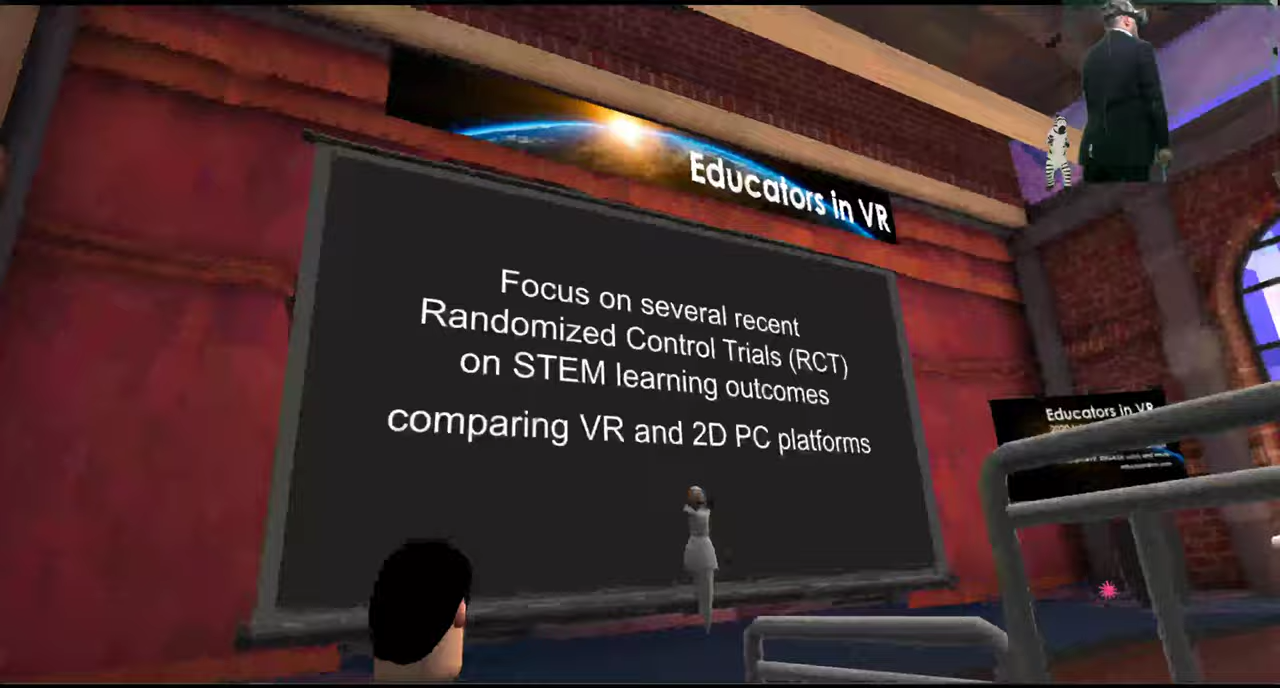 Educators in VR
Focus on several recent
Randomized Control Trials (RCT)
on STEM learning outcomes
comparing VR and 2D PC platforms
Educators in VR